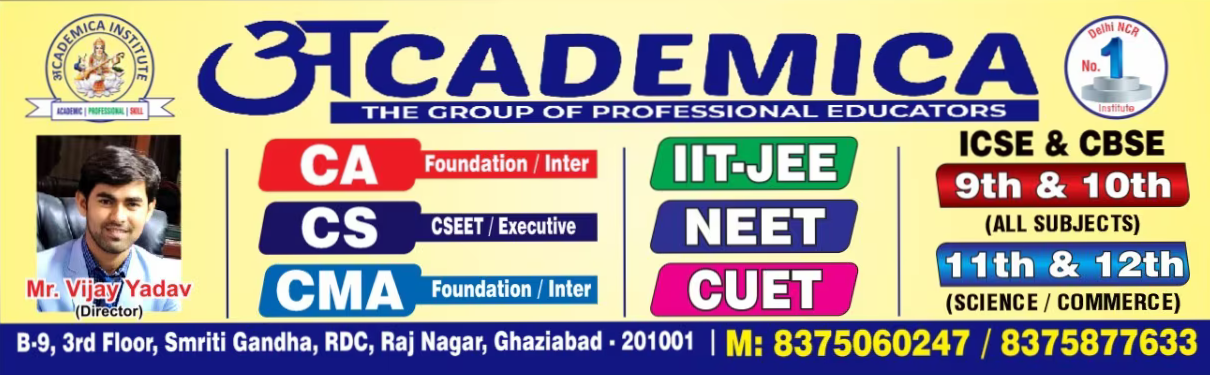 अCADEMICA INSTITUTE
ACADEMIC | PROFESSIONAL | SKILL
अCADEMICA
THE GROUP OF PROFESSIONAL EDUCATORS
Delhi NCR
No. 1
Institute
Mr. Vijay Yadav
(Director)
CA Foundation / Inter
CS CSEET / Executive
CMA Foundation / Inter
IIT-JEE
NEET
CUET
ICSE & CBSE
9th & 10th
(ALL SUBJECTS)
11th & 12th
(SCIENCE / COMMERCE)
B-9, 3rd Floor, Smriti Gandha, RDC, Raj Nagar, Ghaziabad - 201001 | M: 8375060247 / 8375877633